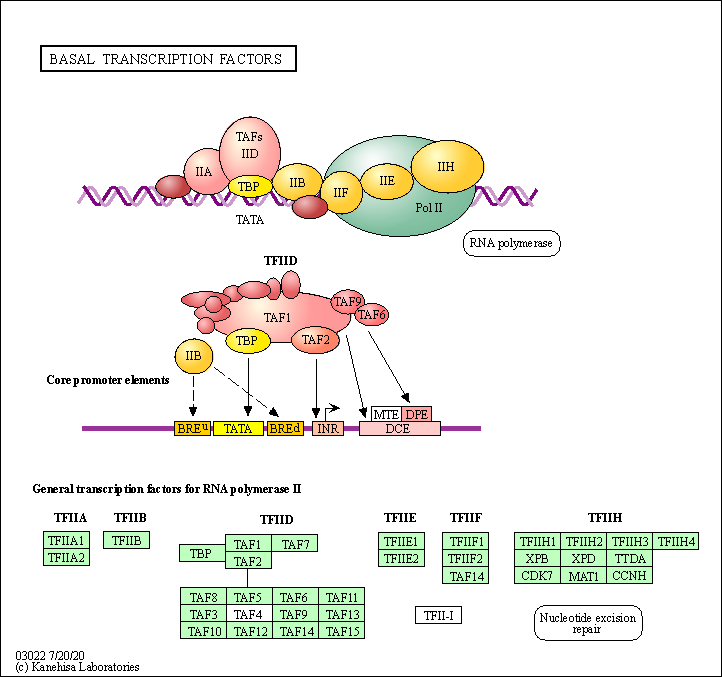 BASAL TRANSCRIPTION FACTORS
TAFs
IID
IIA
TBP
IIB
IIF
IIE
IIH
Pol II
TATA
RNA polymerase
TFIID
TAF1
TAF9
TAF6
TBP
TAF2
IIB
Core promoter elements
MTE DPE
BREu TATA BREd INR DCE
General transcription factors for RNA polymerase II
TFIIA TFIIB TFIID TFIIE TFIIF TFIIH
TFIIA1 TFIIB TBP TAF1 TAF7 TFIIE1 TFIIF1 TFIIH1 TFIIH2 TFIIH3 TFIIH4
TFIIA2 TAF2 TFIIE2 TFIIF2 XPB XPD TTDA
TAF14 CDK7 MAT1 CCNH
TAF8 TAF5 TAF6 TAF11
TAF3 TAF4 TAF9 TAF13
TAF10 TAF12 TAF14 TAF15
TFII-I
Nucleotide excision
repair
03022 7/20/20
(c) Kanehisa Laboratories